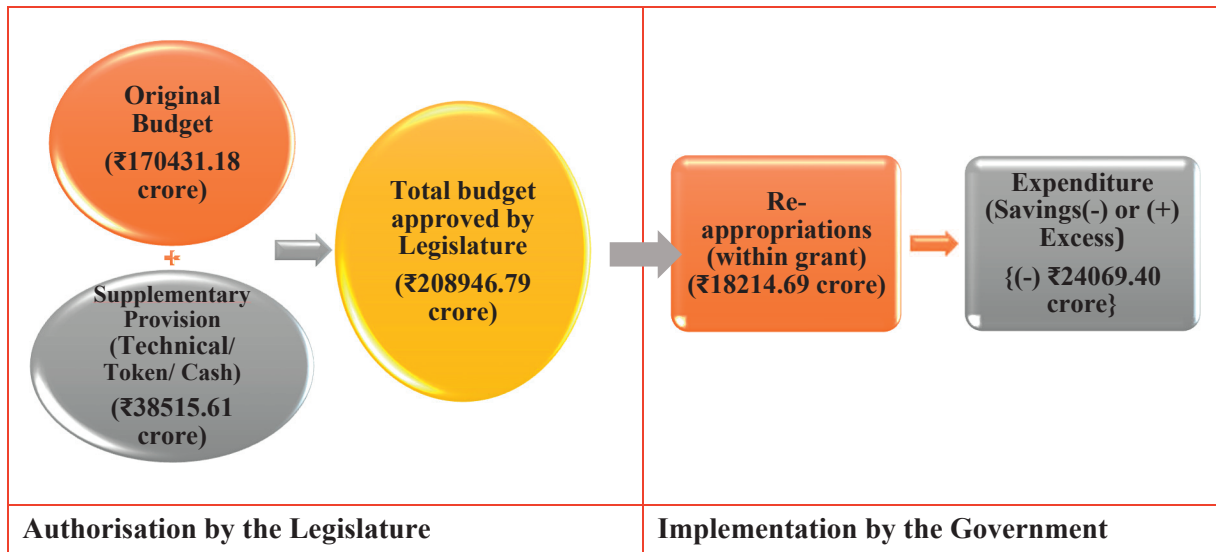 Original
Budget
(₹170431.18
crore)
+
Supplementary
Provision
(Technical/
Token/ Cash)
(₹38515.61
crore)
Total budget
approved by
Legislature
(₹208946.79
crore)
Re-
appropriations
(within grant)
(₹18214.69 crore)
Expenditure
(Savings(-) or (+)
Excess)
{(-) ₹24069.40
crore}
Authorisation by the Legislature
Implementation by the Government